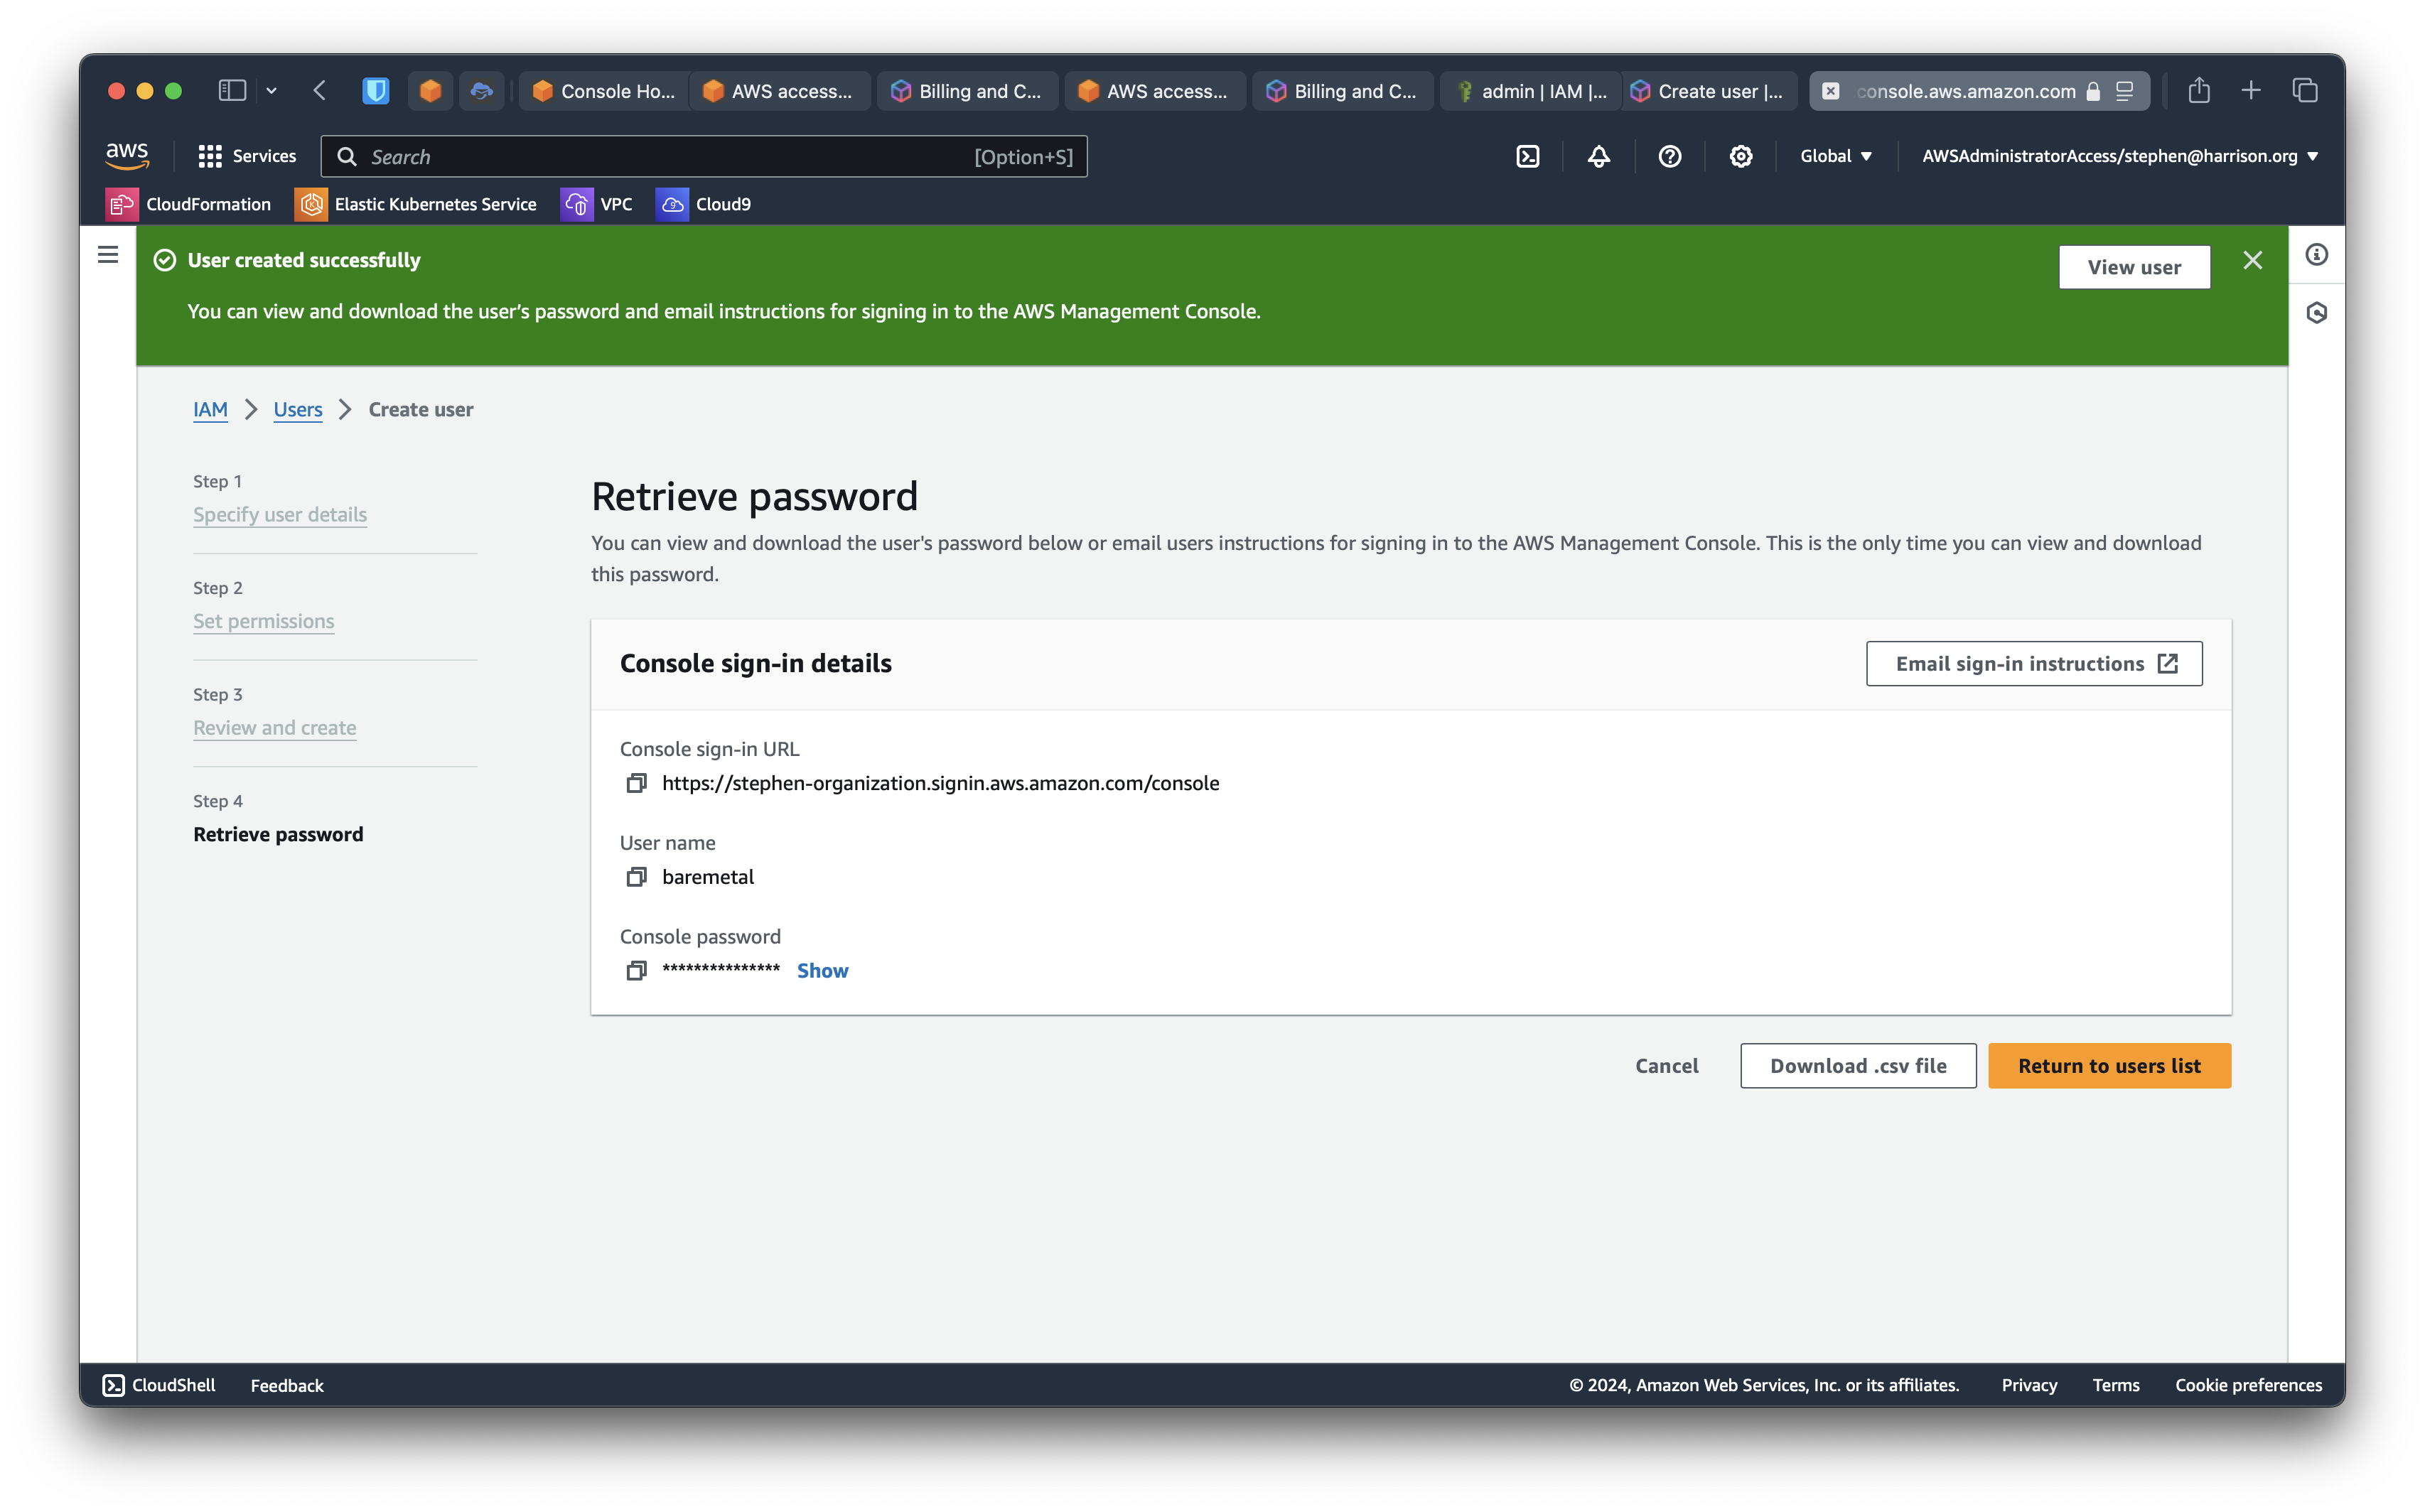 Console Ho...
AWS access...
Billing and C...
AWS access...
Billing and C...
admin | IAM |...
Create user |...
console.aws.amazon.com
aws
Services
Search
[Option+S]
Global
AWSAdministratorAccess/stephen@harrison.org
CloudFormation
Elastic Kubernetes Service
VPC
Cloud9
User created successfully
View user
You can view and download the user’s password and email instructions for signing in to the AWS Management Console.
IAM
Users
Create user
Step 1
Specify user details
Step 2
Set permissions
Step 3
Review and create
Step 4
Retrieve password
Retrieve password
You can view and download the user's password below or email users instructions for signing in to the AWS Management Console. This is the only time you can view and download
this password.
Console sign-in details
Email sign-in instructions
Console sign-in URL
https://stephen-organization.signin.aws.amazon.com/console
User name
baremetal
Console password
*************** Show
Cancel
Download .csv file
Return to users list
CloudShell
Feedback
© 2024, Amazon Web Services, Inc. or its affiliates.
Privacy
Terms
Cookie preferences